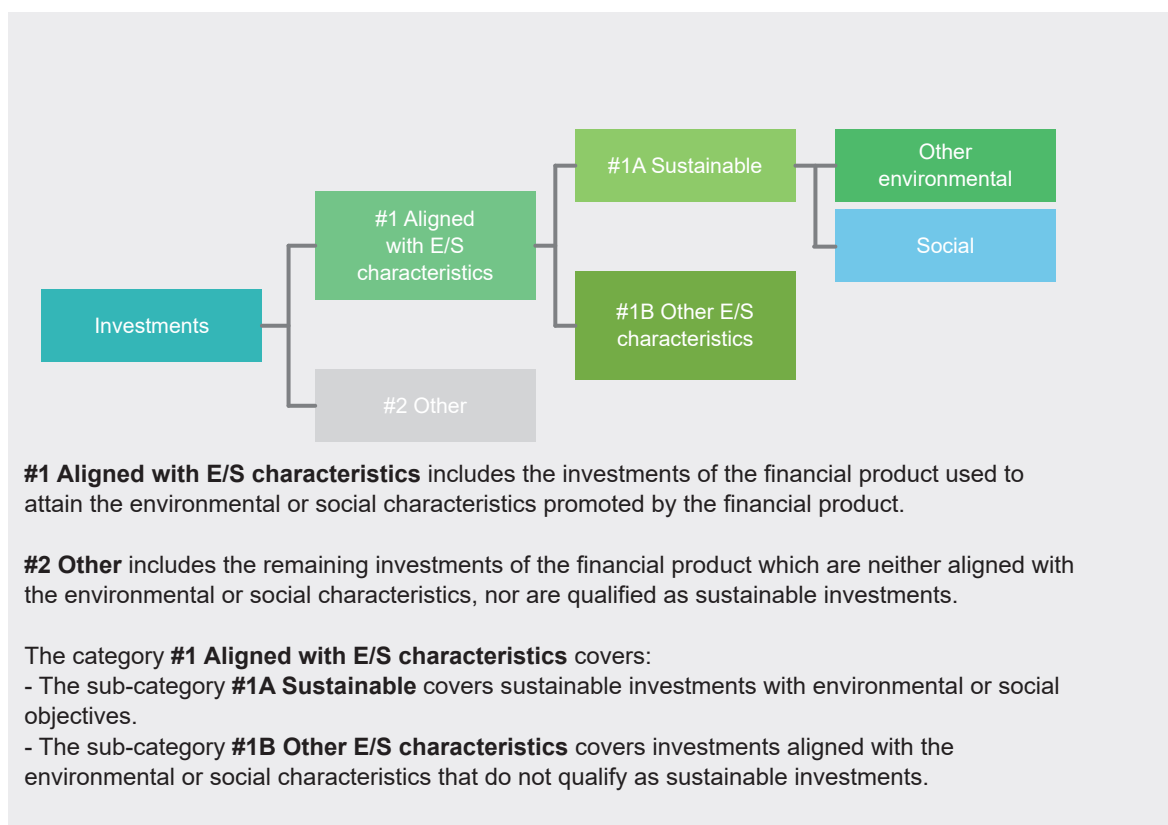 #1A Sustainable
Other
environmental
#1 Aligned
with E/S
characteristics
Social
Investments
#1B Other E/S
characteristics
#2 Other
#1 Aligned with E/S characteristics includes the investments of the financial product used to
attain the environmental or social characteristics promoted by the financial product.
#2 Other includes the remaining investments of the financial product which are neither aligned with
the environmental or social characteristics, nor are qualified as sustainable investments.
The category #1 Aligned with E/S characteristics covers:
- The sub-category #1A Sustainable covers sustainable investments with environmental or social
objectives.
- The sub-category #1B Other E/S characteristics covers investments aligned with the
environmental or social characteristics that do not qualify as sustainable investments.